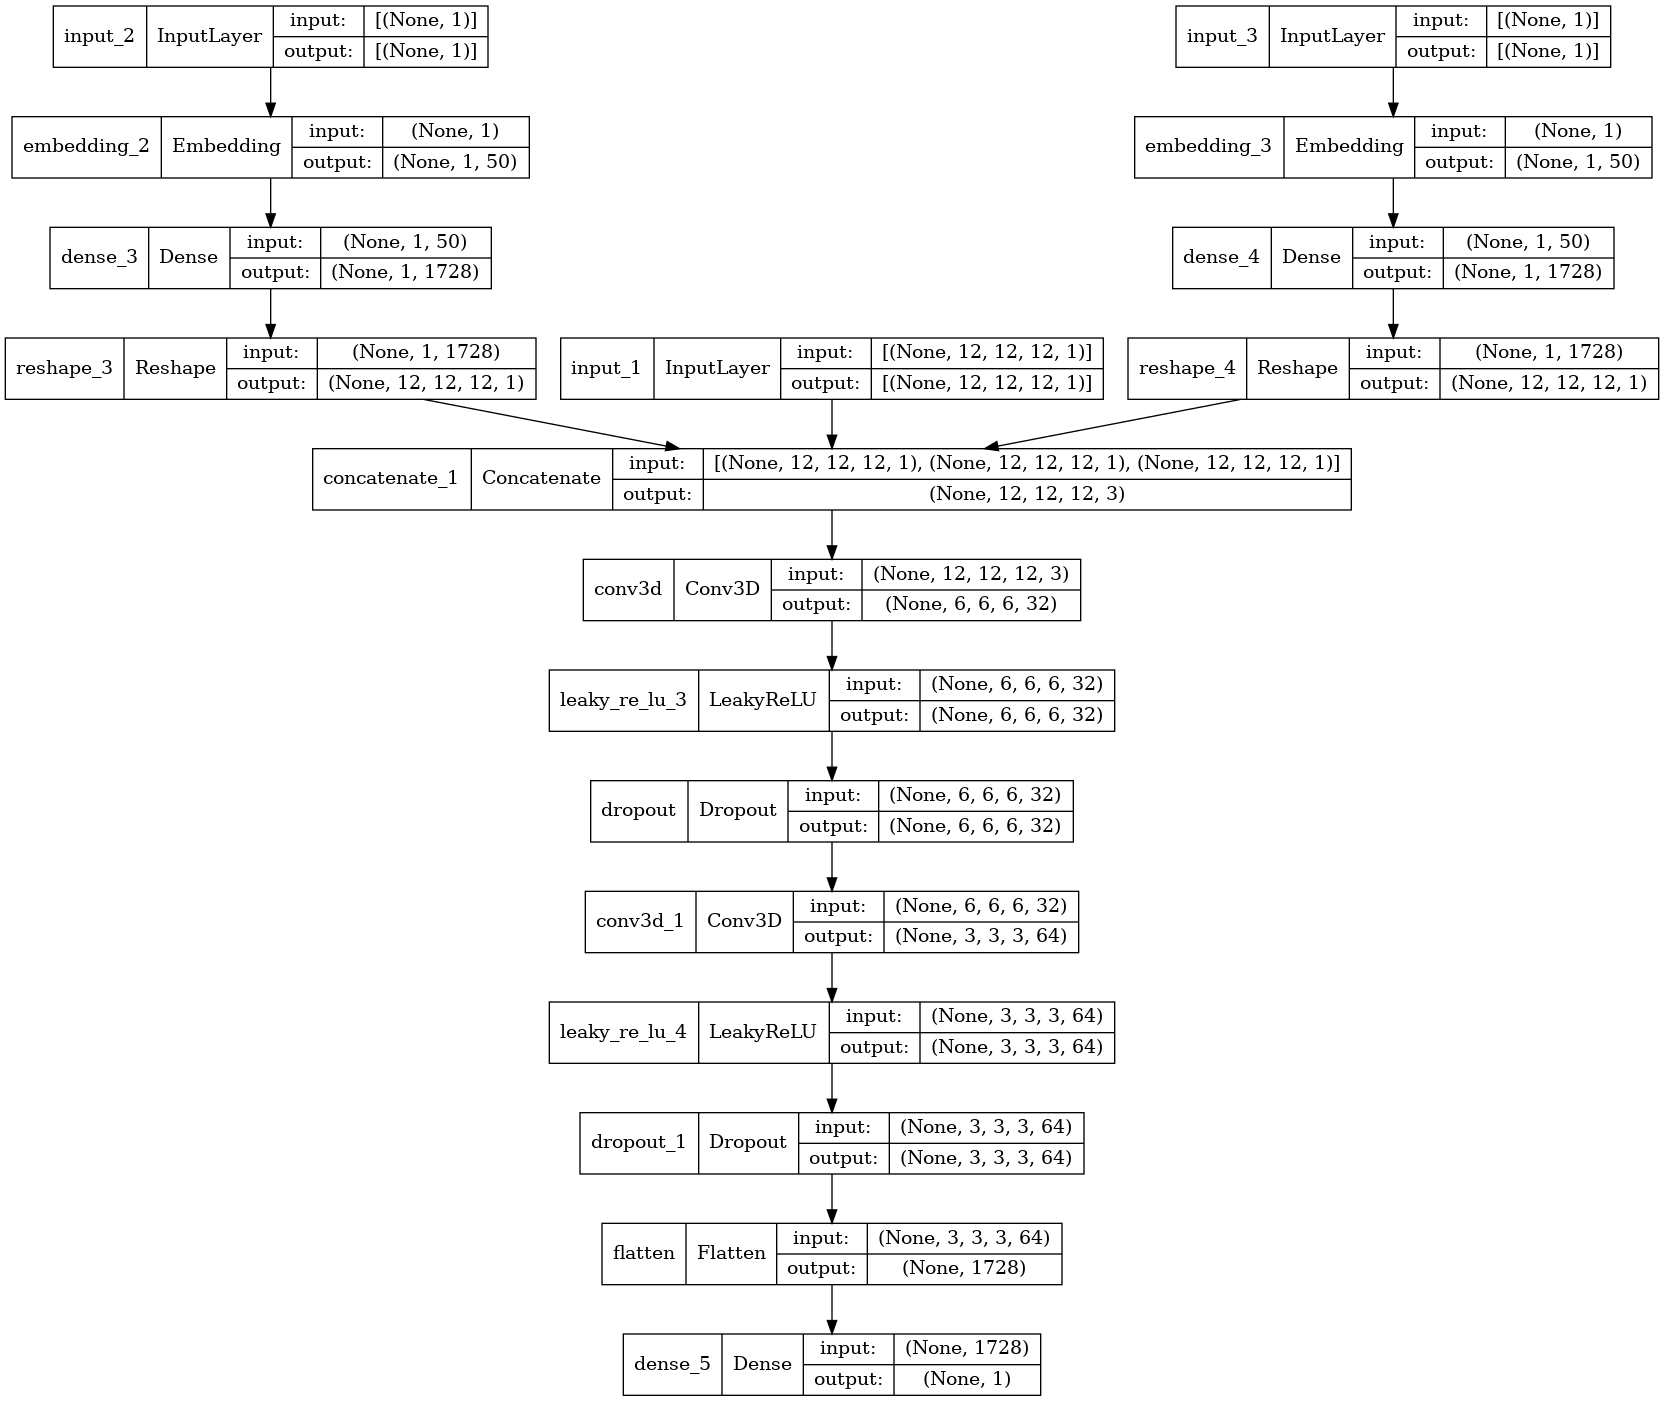 input_2 InputLayer input: [(None, 1)]
output: [(None, 1)]
input_3 InputLayer input: [(None, 1)]
output: [(None, 1)]
embedding_2 Embedding input: (None, 1)
output: (None, 1, 50)
embedding_3 Embedding input: (None, 1)
output: (None, 1, 50)
dense_3 Dense input: (None, 1, 50)
output: (None, 1, 1728)
dense_4 Dense input: (None, 1, 50)
output: (None, 1, 1728)
reshape_3 Reshape input: (None, 1, 1728)
output: (None, 12, 12, 12, 1)
input_1 InputLayer input: [(None, 12, 12, 12, 1)]
output: [(None, 12, 12, 12, 1)]
reshape_4 Reshape input: (None, 1, 1728)
output: (None, 12, 12, 12, 1)
concatenate_1 Concatenate input: [(None, 12, 12, 12, 1), (None, 12, 12, 12, 1), (None, 12, 12, 12, 1)]
output: (None, 12, 12, 12, 3)
conv3d Conv3D input: (None, 12, 12, 12, 3)
output: (None, 6, 6, 6, 32)
leaky_re_lu_3 LeakyReLU input: (None, 6, 6, 6, 32)
output: (None, 6, 6, 6, 32)
dropout Dropout input: (None, 6, 6, 6, 32)
output: (None, 6, 6, 6, 32)
conv3d_1 Conv3D input: (None, 6, 6, 6, 32)
output: (None, 3, 3, 3, 64)
leaky_re_lu_4 LeakyReLU input: (None, 3, 3, 3, 64)
output: (None, 3, 3, 3, 64)
dropout_1 Dropout input: (None, 3, 3, 3, 64)
output: (None, 3, 3, 3, 64)
flatten Flatten input: (None, 3, 3, 3, 64)
output: (None, 1728)
dense_5 Dense input: (None, 1728)
output: (None, 1)